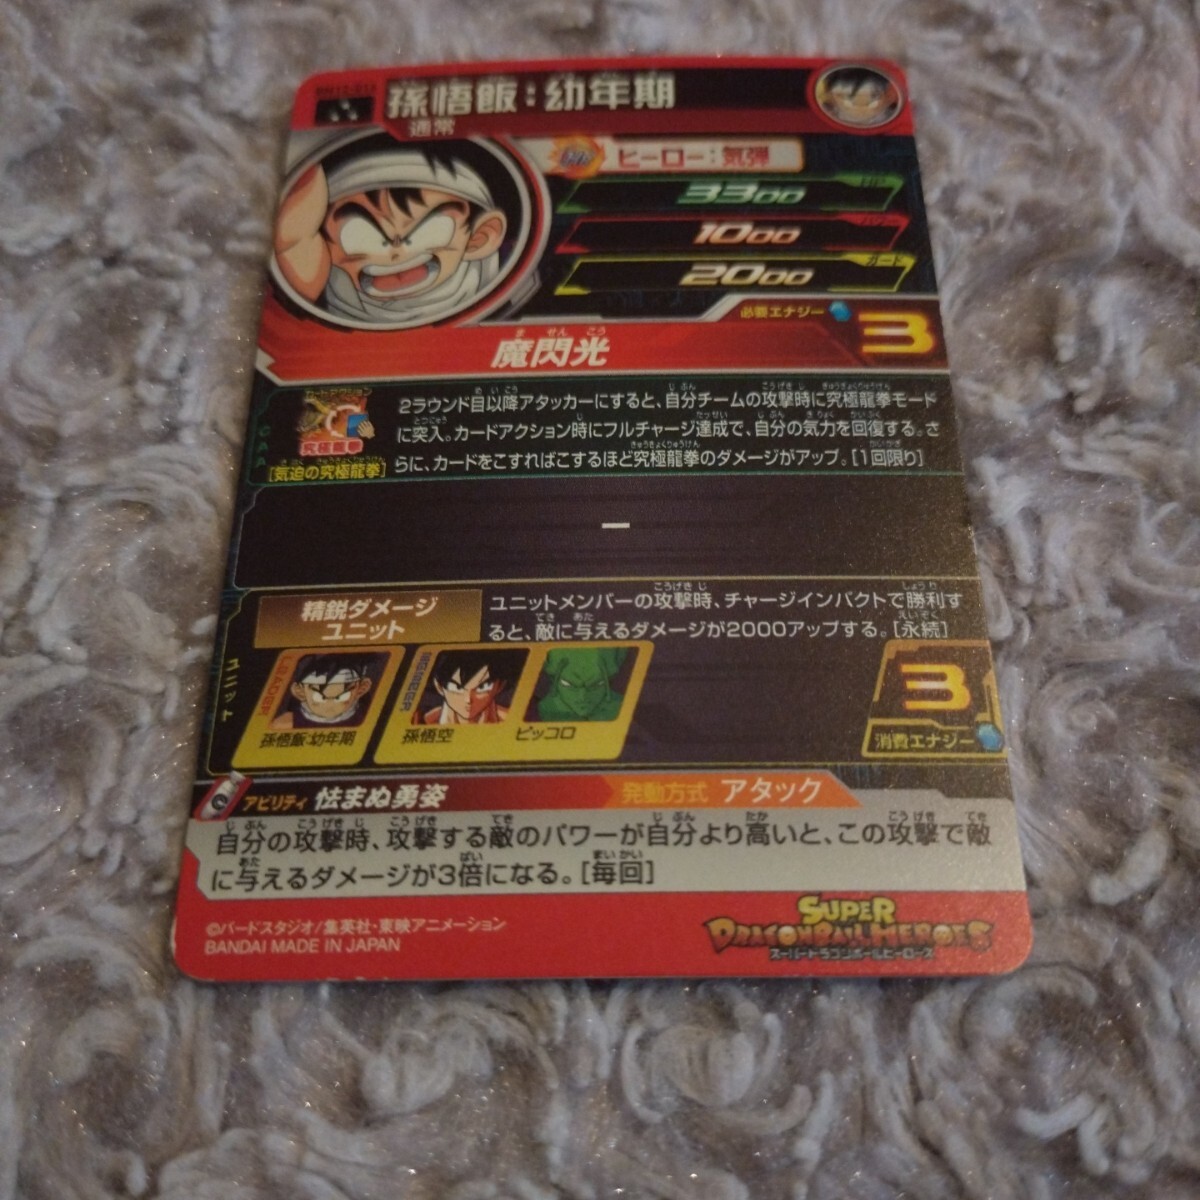 孫悟飯:幼年期
通常
ヒーロー:気弾
3300
1000
ガード
2000
必要エナジー
3
魔閃光
究極龍拳
[気迫の究極龍拳]
2ラウンド目以降アタッカーにすると、自分チームの攻撃時に究極龍拳モード
に突入。カードアクション時にフルチャージ達成で、自分の気力を回復する。さ
らに、カードをこすればこするほど究極龍拳のダメージがアップ。[1回限り]
ー
ユニット
精鋭ダメージ
ユニット
ユニットメンバーの攻撃時、チャージインパクトで勝利す
ると、敵に与えるダメージが2000アップする。[永続]
LEADER
孫悟飯:幼年期
MEMBER
孫悟空
ピッコロ
3
消費エナジー
アビリティ 怯まぬ勇姿
発動方式 アタック
自分の攻撃時、攻撃する敵のパワーが自分より高いと、この攻撃で敵
に与えるダメージが3倍になる。[毎回]
©バードスタジオ/集英社・東映アニメーション
BANDAI MADE IN JAPAN
SUPER
DRAGONBALL HEROES
スーパードラゴンボールヒーローズ